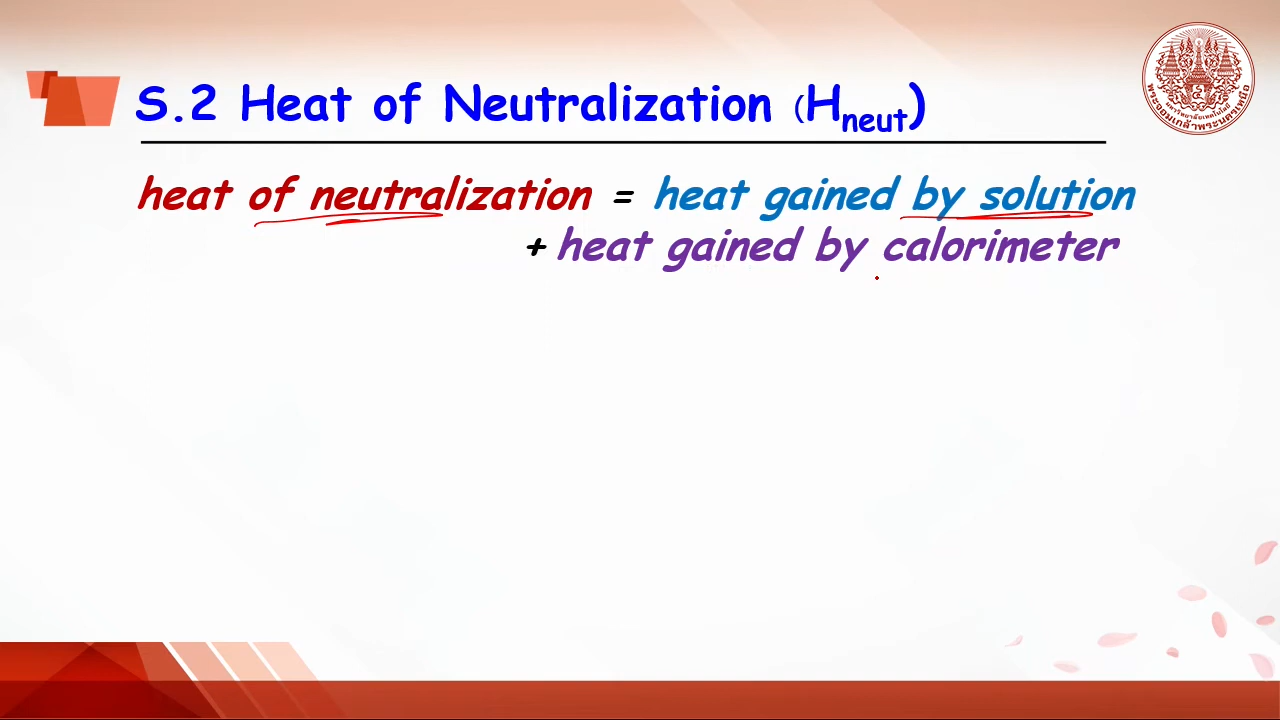 S.2 Heat of Neutralization (Hneut)
heat of neutralization = heat gained by solution
+ heat gained by calorimeter